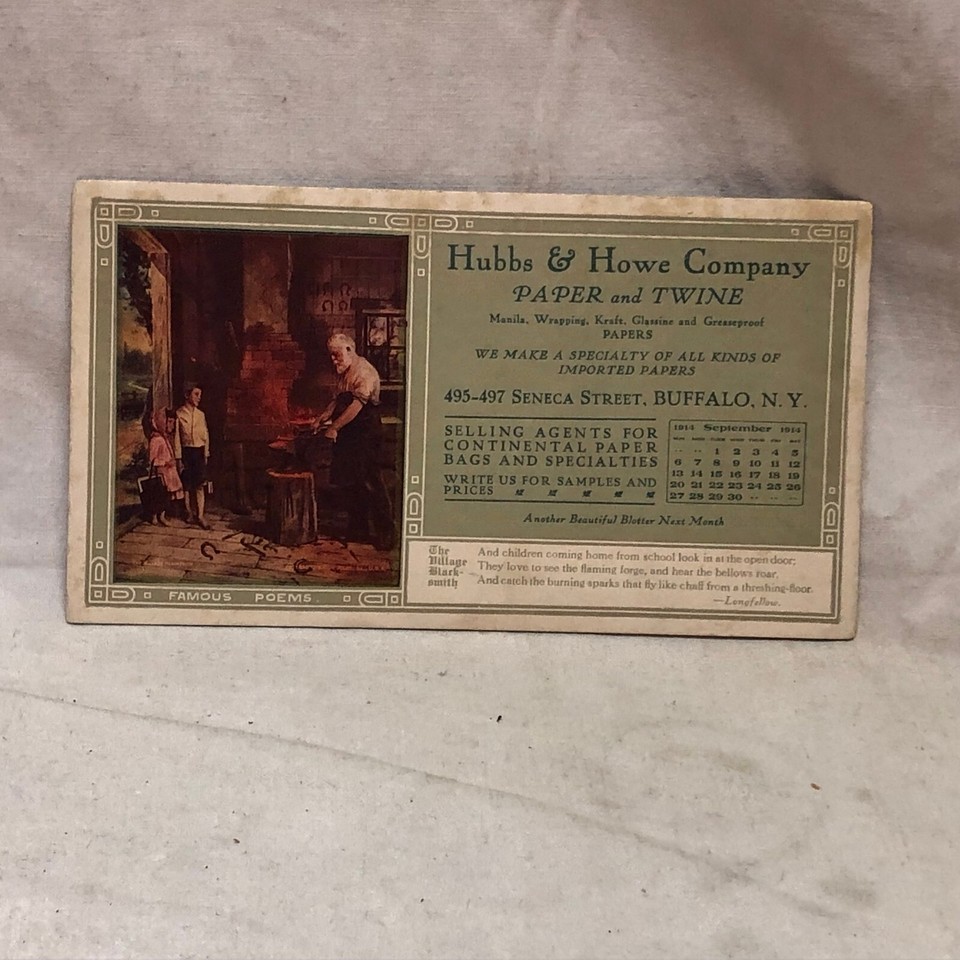 Hubbs & Howe Company
PAPER and TWINE
Manila, Wrapping, Kraft, Glassine and Greaseproof
PAPERS
WE MAKE A SPECIALTY OF ALL KINDS OF
IMPORTED PAPERS
495-497 SENECA STREET, BUFFALO, N.Y.
SELLING AGENTS FOR
CONTINENTAL PAPER
BAGS AND SPECIALTIES
WRITE US FOR SAMPLES AND
PRICES
1914 September 1914
1 2 3 4 5
6 7 8 9 10 11 12
13 14 15 16 17 18 19
20 21 22 23 24 25 26
27 28 29 30
Another Beautiful Blotter Next Month
The
Village
Black-
smith
And children coming home from school look in at the open door;
They love to see the flaming forge, and hear the bellows roar,
And catch the burning sparks that fly like chaff from a threshing-floor.
—Longfellow.
FAMOUS POEMS.